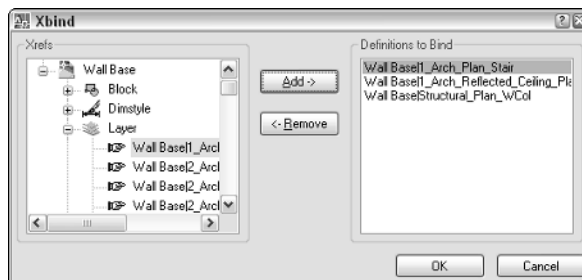 Xbind
Xrefs
Wall Base
Block
Dimstyle
Layer
Wall Base|1_Arcl
Wall Base|2_Arcl
Wall Base|2_Arcl
Wall Base|2_Arcl
Add ->
<- Remove
Definitions to Bind
Wall Base|1_Arch_Plan_Stair
Wall Base|1_Arch_Reflected_Ceiling_Pla
Wall Base|Structural_Plan_WCol
OK
Cancel